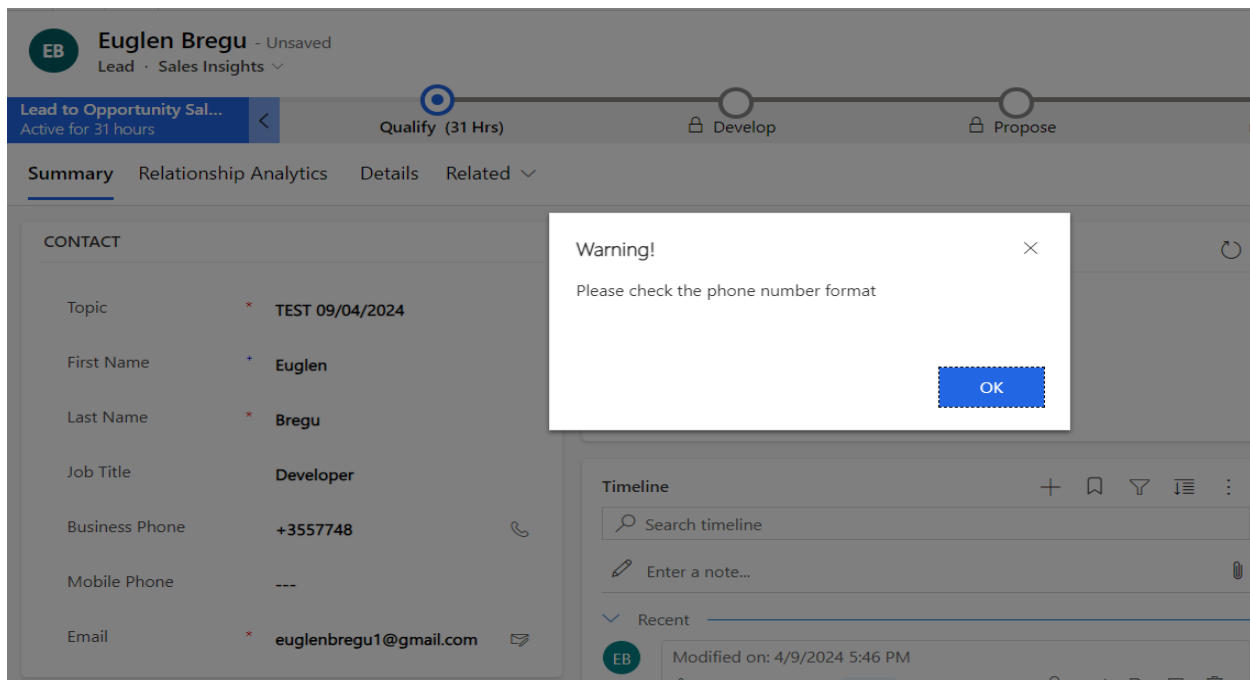 EB
Euglen Bregu - Unsaved
Lead · Sales Insights
Lead to Opportunity Sal...
Active for 31 hours
Qualify (31 Hrs)
Develop
Propose
Summary Relationship Analytics Details Related
CONTACT
Topic * TEST 09/04/2024
First Name + Euglen
Last Name * Bregu
Job Title Developer
Business Phone +3557748
Mobile Phone ---
Email * euglenbregu1@gmail.com
Warning!
Please check the phone number format
OK
Timeline
Search timeline
Enter a note...
Recent
EB
Modified on: 4/9/2024 5:46 PM